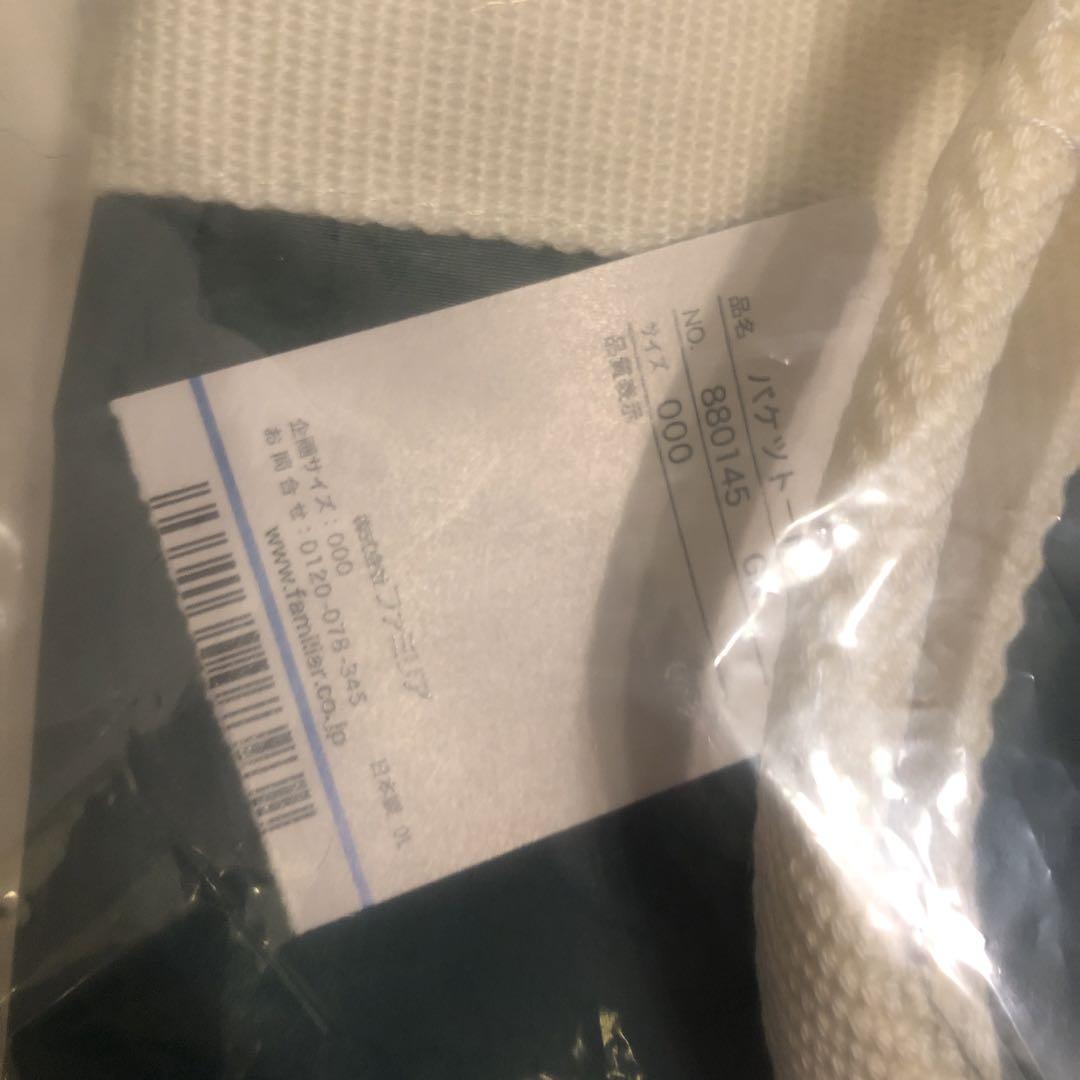 品名 バケット
NO. 880145
サイズ 000
品質表示
株式会社ファミリア
日本製
企画サイズ:000
お問合せ:0120-078-345
www.familiar.co.jp